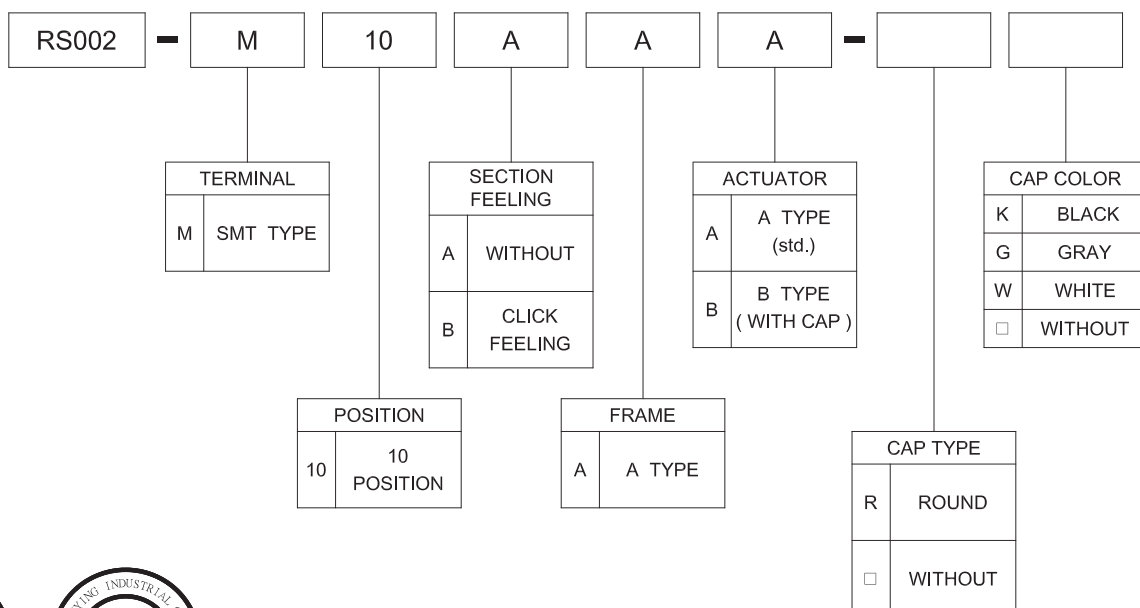 RS002 - M 10 A A A -
TERMINAL
M SMT TYPE
SECTION
FEELING
A WITHOUT
B CLICK
FEELING
ACTUATOR
A A TYPE
(std.)
B B TYPE
( WITH CAP )
CAP COLOR
K BLACK
G GRAY
W WHITE
□ WITHOUT
POSITION
10 10
POSITION
FRAME
A A TYPE
CAP TYPE
R ROUND
□ WITHOUT
YING INDUSTRIAL